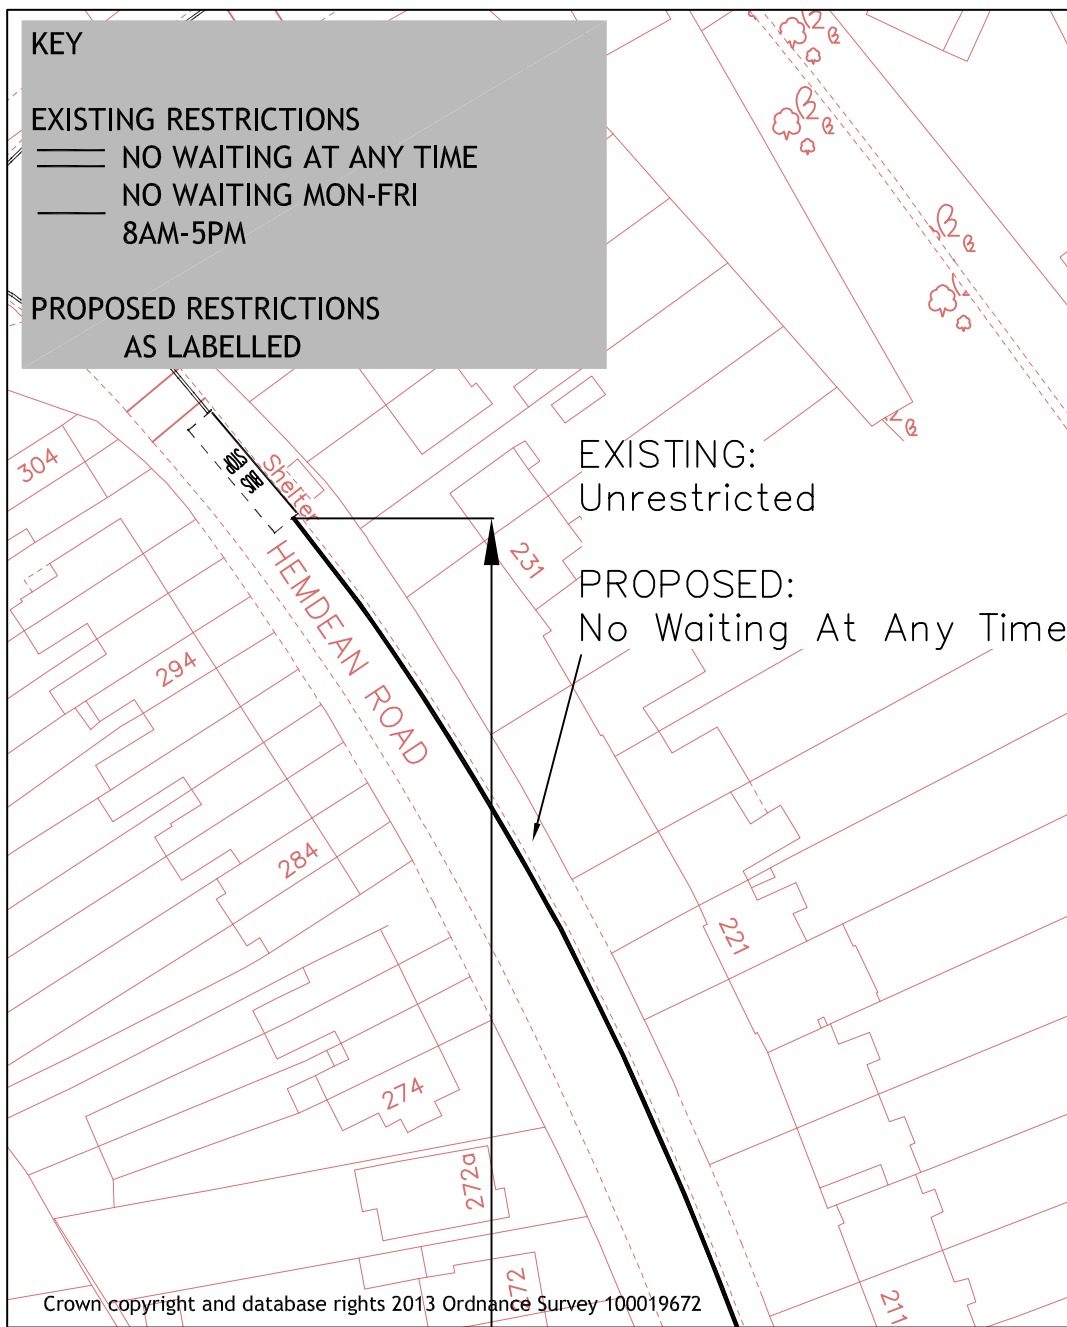 KEY
EXISTING RESTRICTIONS
NO WAITING AT ANY TIME
NO WAITING MON-FRI
8AM-5PM
PROPOSED RESTRICTIONS
AS LABELLED
304
BUS
STOP
Shelter
EXISTING:
Unrestricted
231
PROPOSED:
No Waiting At Any Time
HEMDEAN ROAD
294
284
221
274
272a
272
211
Crown copyright and database rights 2013 Ordnance Survey 100019672